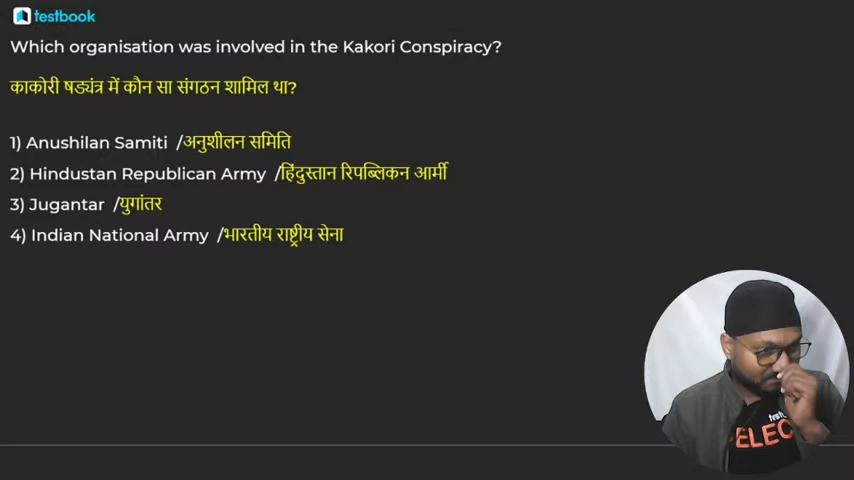 testbook
Which organisation was involved in the Kakori Conspiracy?
काकोरी षड्यंत्र में कौन सा संगठन शामिल था?
1) Anushilan Samiti /अनुशीलन समिति
2) Hindustan Republican Army /हिंदुस्तान रिपब्लिकन आर्मी
3) Jugantar /युगांतर
4) Indian National Army /भारतीय राष्ट्रीय सेना
ELEC